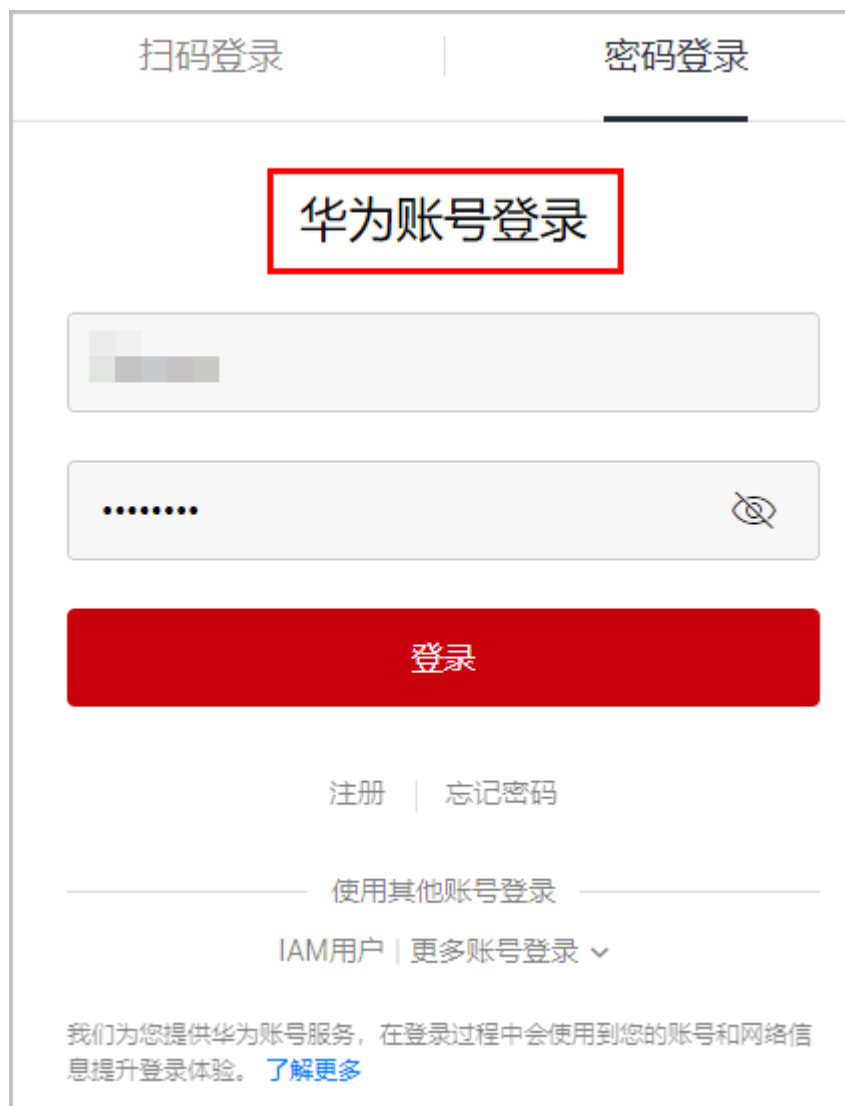 扫码登录
密码登录
华为账号登录
••••••••
登录
注册 | 忘记密码
使用其他账号登录
IAM用户 | 更多账号登录
我们为您提供华为账号服务，在登录过程中会使用到您的账号和网络信
息提升登录体验。 了解更多